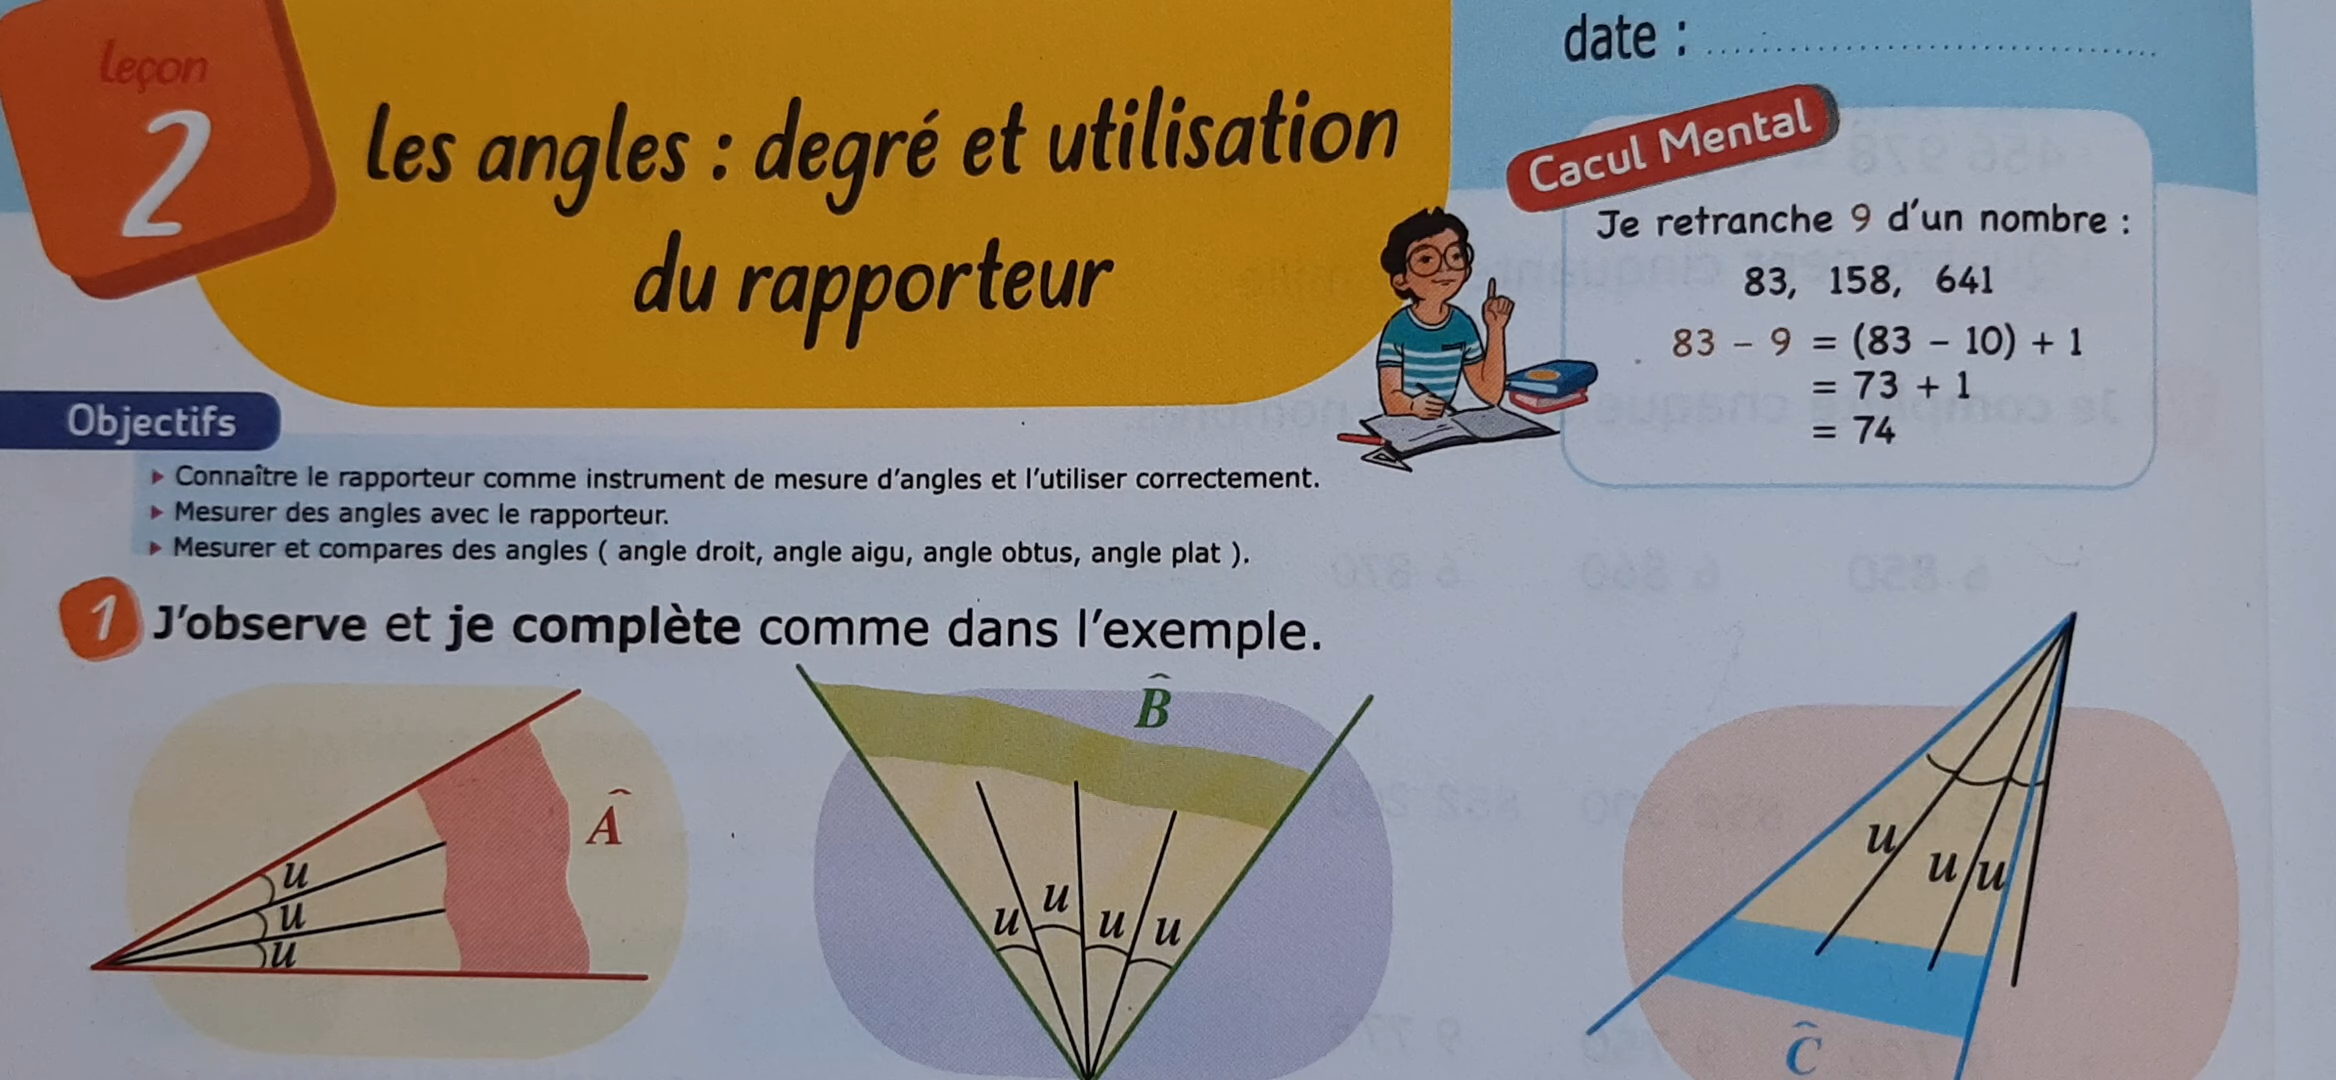 leçon
2
Les angles : degré et utilisation
du rapporteur
date : ........................................
Cacul Mental
Je retranche 9 d'un nombre :
83, 158, 641
83 - 9 = (83 - 10) + 1
= 73 + 1
= 74
Objectifs
Connaître le rapporteur comme instrument de mesure d'angles et l'utiliser correctement.
Mesurer des angles avec le rapporteur.
Mesurer et compares des angles ( angle droit, angle aigu, angle obtus, angle plat ).
1 J'observe et je complète comme dans l'exemple.
Â
u
u
u
B̂
u u u u
u
u u
Ĉ